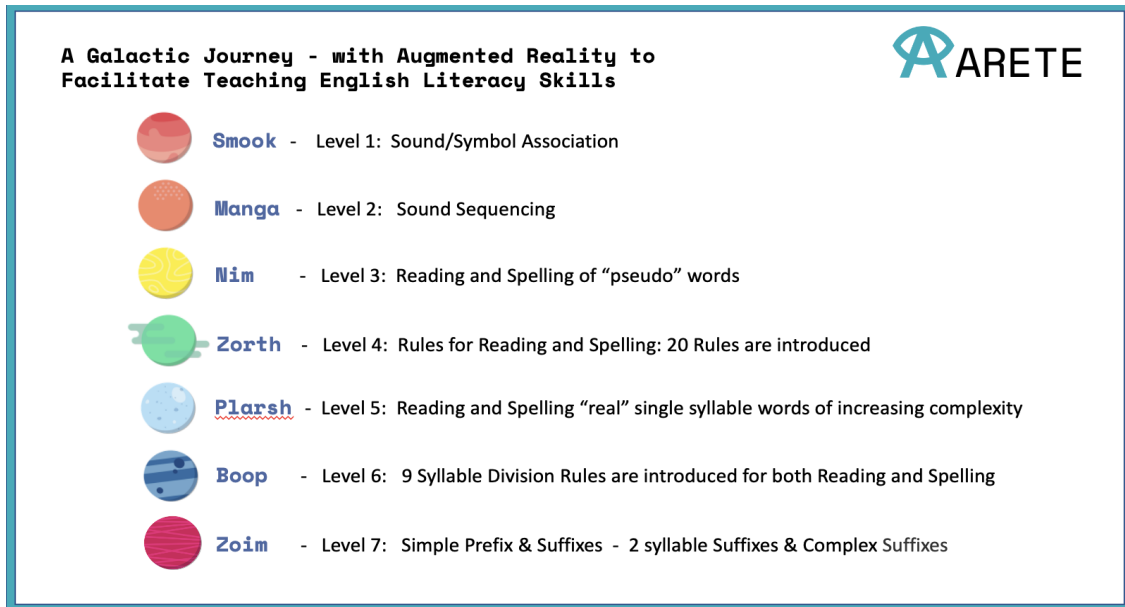 A Galactic Journey - with Augmented Reality to
Facilitate Teaching English Literacy Skills
ARETE
Smook - Level 1: Sound/Symbol Association
Manga - Level 2: Sound Sequencing
Nim - Level 3: Reading and Spelling of “pseudo” words
Zorth - Level 4: Rules for Reading and Spelling: 20 Rules are introduced
Plarsh - Level 5: Reading and Spelling “real” single syllable words of increasing complexity
Boop - Level 6: 9 Syllable Division Rules are introduced for both Reading and Spelling
Zoim - Level 7: Simple Prefix & Suffixes - 2 syllable Suffixes & Complex Suffixes